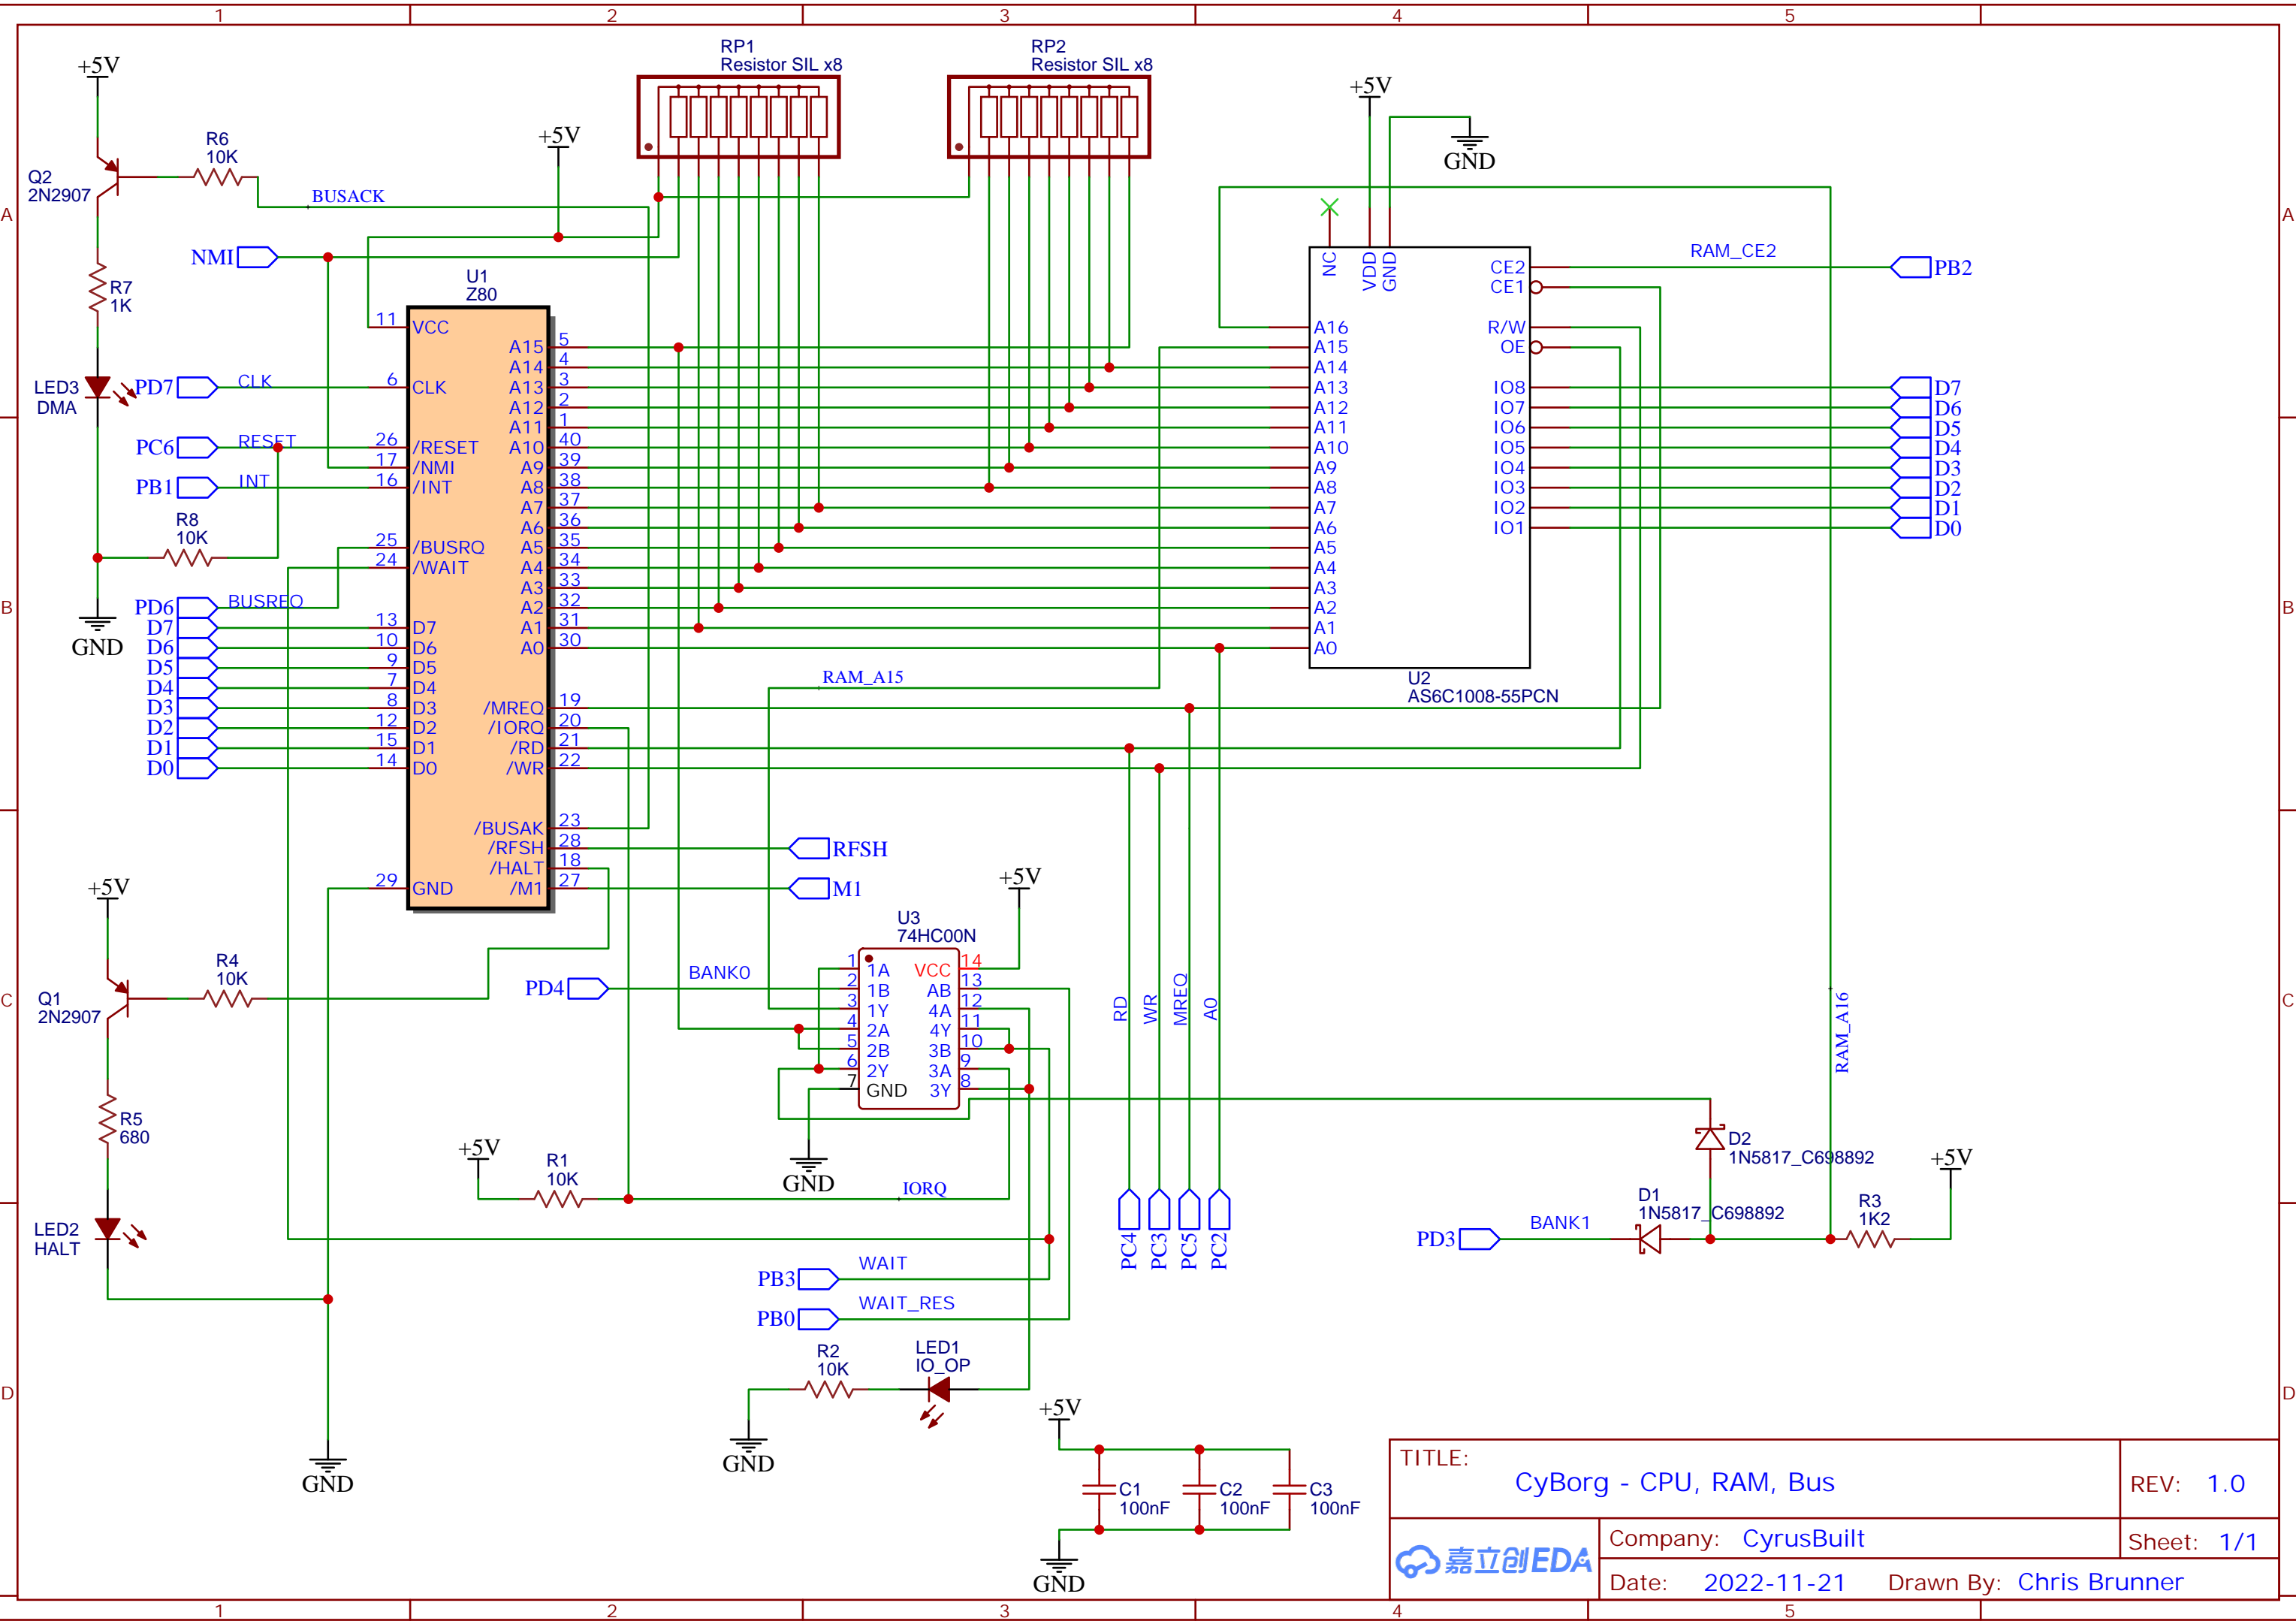 1 2 3 4 5
A
B
C
D
A
B
C
D
1 2 3 4 5
+5V
R6
10K
Q2
2N2907
BUSACK
NMI
R7
1K
LED3
DMA
PD7 CLK
PC6 RESET
PB1 INT
R8
10K
PD6 BUSREQ
D7
D6
D5
D4
D3
D2
D1
D0
GND
+5V
RP1
Resistor SIL x8
RP2
Resistor SIL x8
U1
Z80
11 VCC
6 CLK
26 /RESET
17 /NMI
16 /INT
25 /BUSRQ
24 /WAIT
13 D7
10 D6
9 D5
7 D4
8 D3
12 D2
15 D1
14 D0
29 GND
A15 5
A14 4
A13 3
A12 2
A11 1
A10 40
A9 39
A8 38
A7 37
A6 36
A5 35
A4 34
A3 33
A2 32
A1 31
A0 30
/MREQ 19
/IORQ 20
/RD 21
/WR 22
/BUSAK 23
/RFSH 28
/HALT 18
/M1 27
RAM_A15
RFSH
M1
+5V
GND
NC
VDD
GND
A16
A15
A14
A13
A12
A11
A10
A9
A8
A7
A6
A5
A4
A3
A2
A1
A0
CE2
CE1
R/W
OE
IO8
IO7
IO6
IO5
IO4
IO3
IO2
IO1
U2
AS6C1008-55PCN
RAM_CE2
PB2
D7
D6
D5
D4
D3
D2
D1
D0
+5V
R4
10K
Q1
2N2907
R5
680
LED2
HALT
GND
+5V
U3
74HC00N
PD4 BANK0
1 1A
2 1B
3 1Y
4 2A
5 2B
6 2Y
7 GND
VCC 14
AB 13
4A 12
4Y 11
3B 10
3A 9
3Y 8
GND
+5V
R1
10K
IORQ
PB3 WAIT
PB0 WAIT_RES
R2
10K
LED1
IO_OP
GND
RD
WR
MREQ
A0
PC4
PC3
PC5
PC2
RAM_A16
D2
1N5817_C698892
D1
1N5817_C698892
PD3 BANK1
R3
1K2
+5V
+5V
C1
100nF
C2
100nF
C3
100nF
GND
TITLE:
CyBorg - CPU, RAM, Bus
REV: 1.0
嘉立创EDA
Company: CyrusBuilt
Sheet: 1/1
Date: 2022-11-21
Drawn By: Chris Brunner